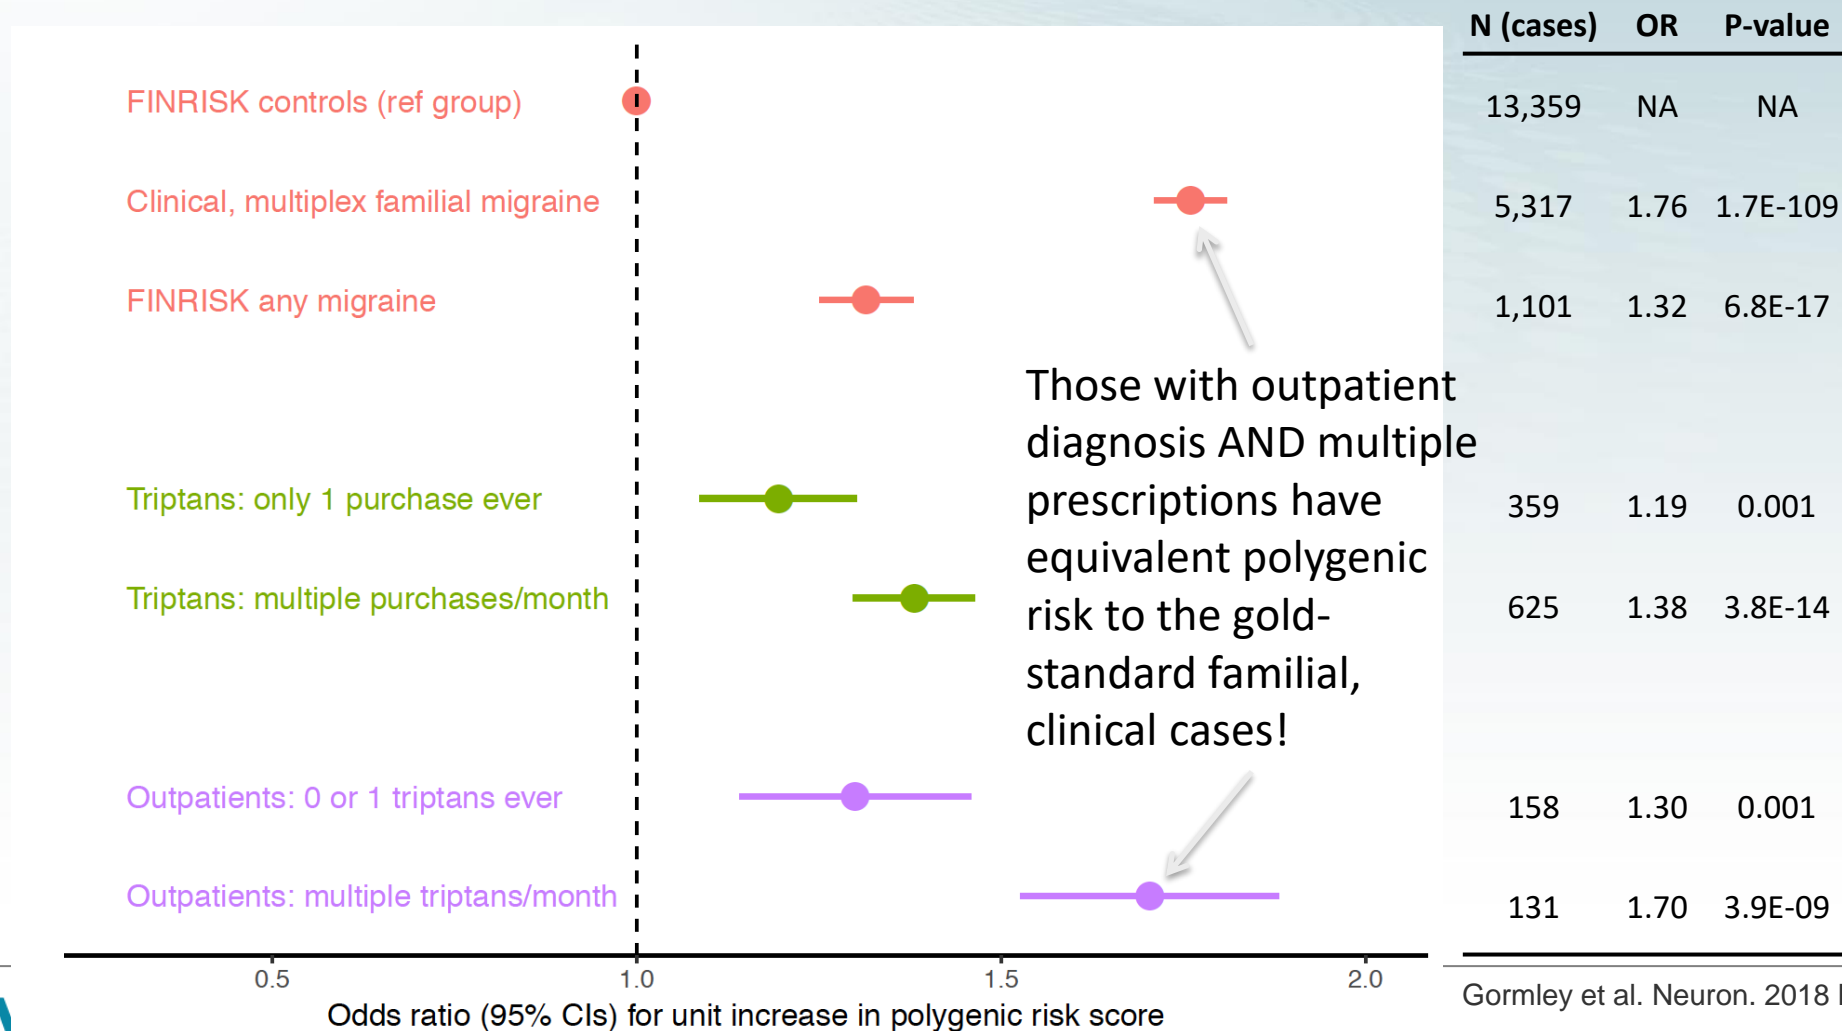 N (cases) OR P-value
FINRISK controls (ref group) 13,359 NA NA
Clinical, multiplex familial migraine 5,317 1.76 1.7E-109
FINRISK any migraine 1,101 1.32 6.8E-17
Those with outpatient
diagnosis AND multiple
prescriptions have
equivalent polygenic
risk to the gold-
standard familial,
clinical cases!
Triptans: only 1 purchase ever 359 1.19 0.001
Triptans: multiple purchases/month 625 1.38 3.8E-14
Outpatients: 0 or 1 triptans ever 158 1.30 0.001
Outpatients: multiple triptans/month 131 1.70 3.9E-09
0.5 1.0 1.5 2.0
Odds ratio (95% CIs) for unit increase in polygenic risk score
Gormley et al. Neuron. 2018